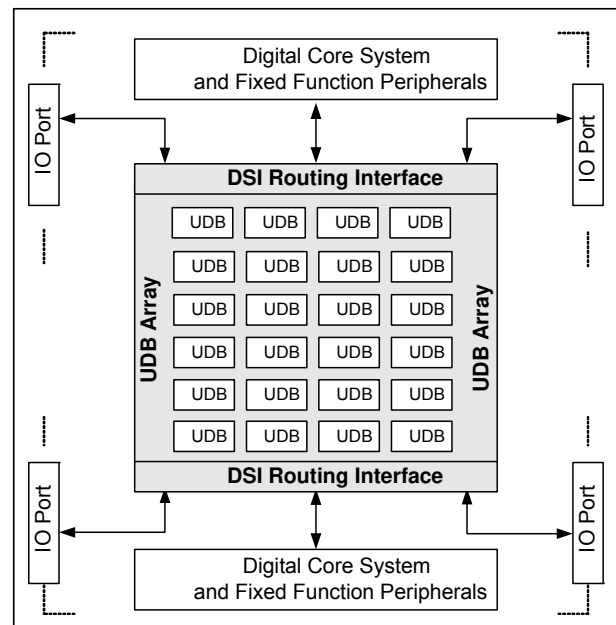 Digital Core System
and Fixed Function Peripherals
IO Port
IO Port
DSI Routing Interface
UDB UDB UDB UDB
UDB UDB UDB UDB
UDB UDB UDB UDB
UDB UDB UDB UDB
UDB UDB UDB UDB
UDB UDB UDB UDB
UDB Array
UDB Array
DSI Routing Interface
IO Port
IO Port
Digital Core System
and Fixed Function Peripherals